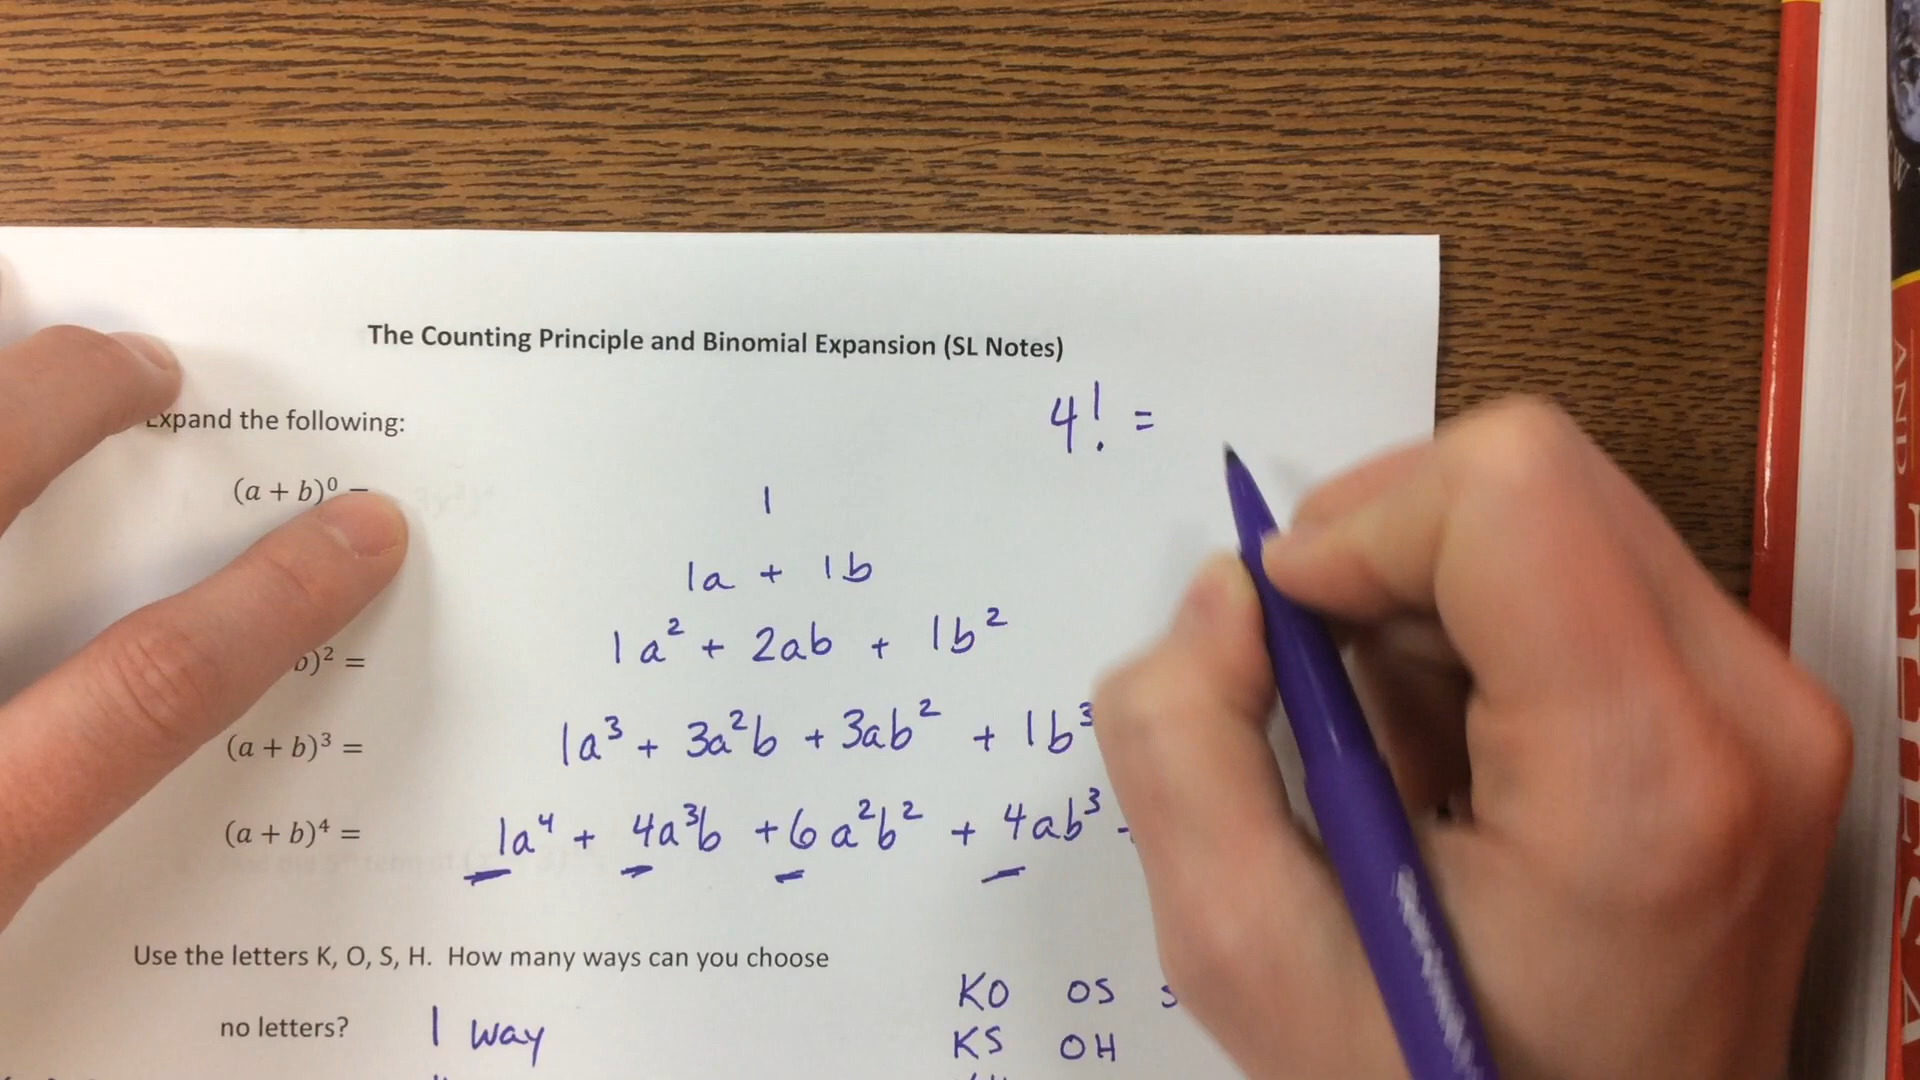 The Counting Principle and Binomial Expansion (SL Notes)
4! =
Expand the following:
(a + b)⁰ =
1
1a + 1b
b)² =
1a² + 2ab + 1b²
(a + b)³ =
1a³ + 3a²b + 3ab² + 1b³
(a + b)⁴ =
1a⁴ + 4a³b + 6a²b² + 4ab³
Use the letters K, O, S, H. How many ways can you choose
KO OS S
no letters? 1 way
KS OH
AND